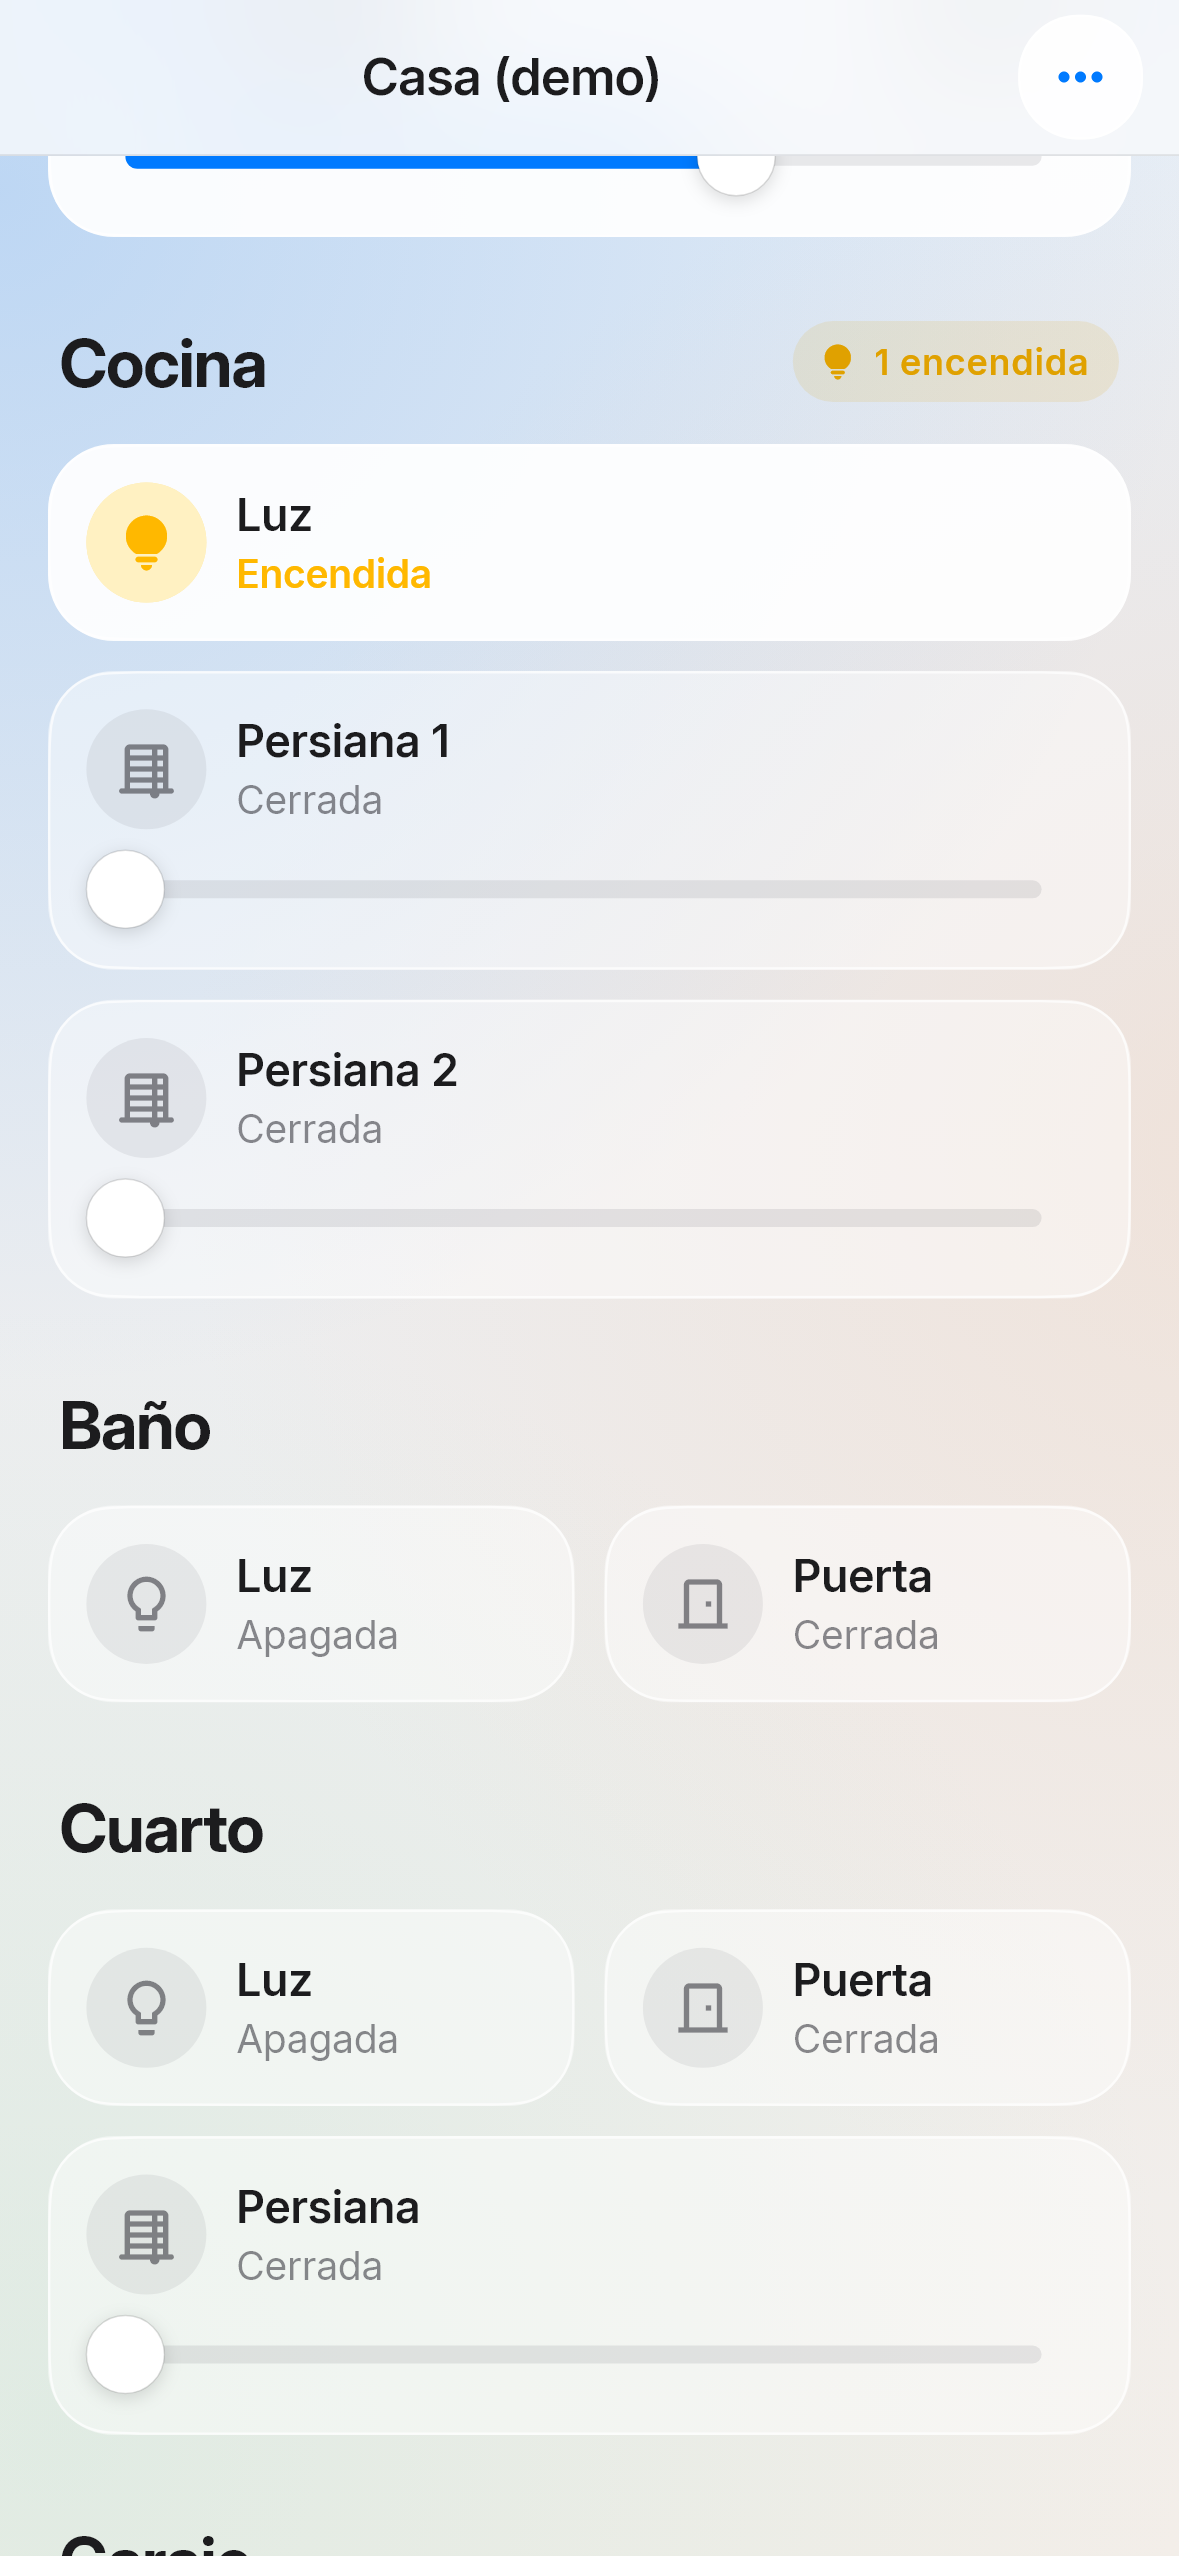 Casa (demo)
Cocina
1 encendida
Luz
Encendida
Persiana 1
Cerrada
Persiana 2
Cerrada
Baño
Luz
Apagada
Puerta
Cerrada
Cuarto
Luz
Apagada
Puerta
Cerrada
Persiana
Cerrada